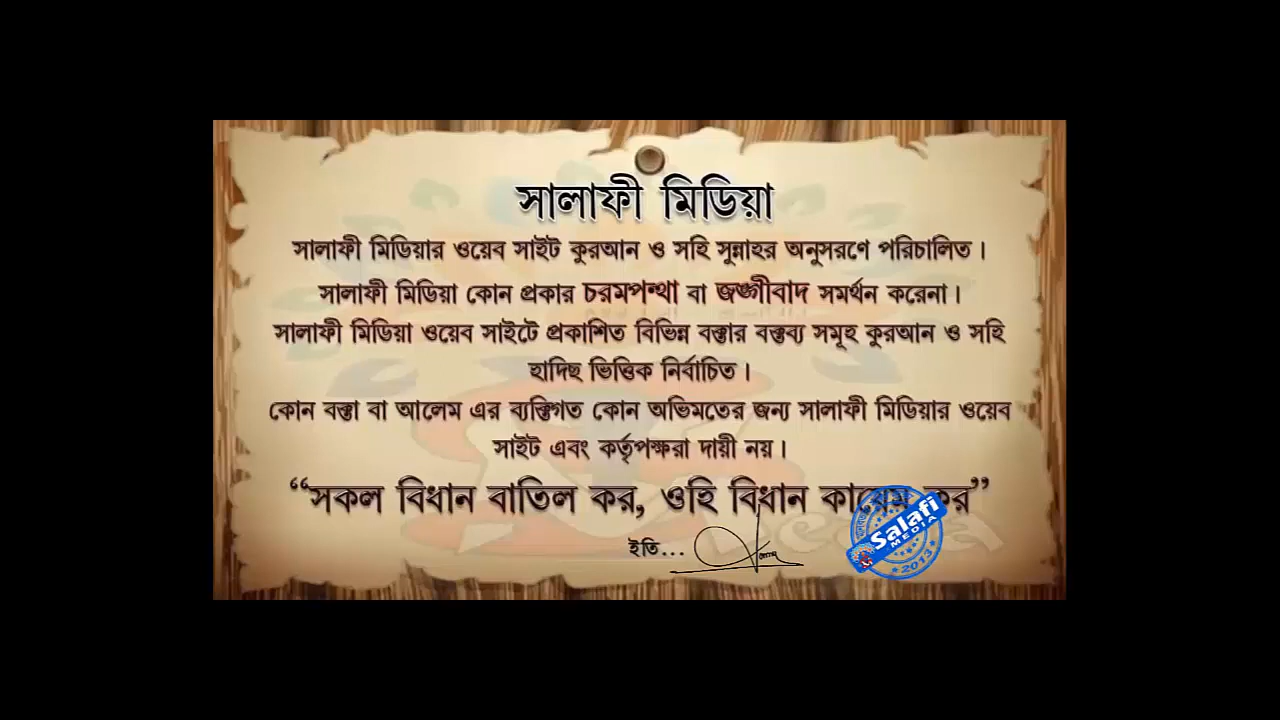 সালাফী মিডিয়া
সালাফী মিডিয়ার ওয়েব সাইট কুরআন ও সহি সুন্নাহর অনুসরণে পরিচালিত।
সালাফী মিডিয়া কোন প্রকার চরমপন্থা বা জঙ্গীবাদ সমর্থন করেনা।
সালাফী মিডিয়া ওয়েব সাইটে প্রকাশিত বিভিন্ন বক্তার বক্তব্য সমূহ কুরআন ও সহি
হাদিছ ভিত্তিক নির্বাচিত।
কোন বক্তা বা আলেম এর ব্যক্তিগত কোন অভিমতের জন্য সালাফী মিডিয়ার ওয়েব
সাইট এবং কর্তৃপক্ষরা দায়ী নয়।
“সকল বিধান বাতিল কর, ওহি বিধান কায়েম কর”
ইতি...
Salafi
MEDIA
2013